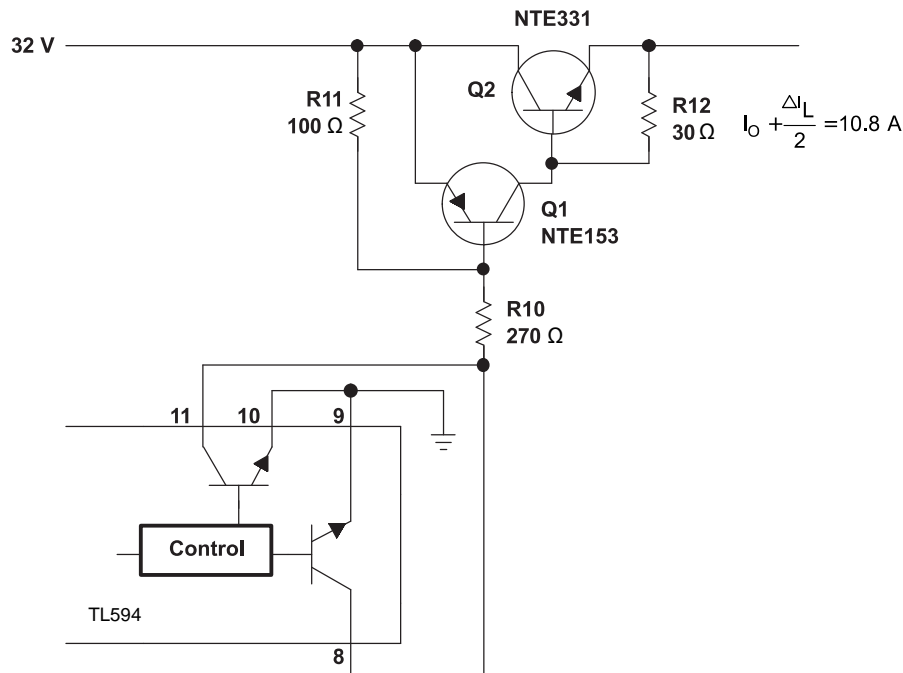 NTE331
32 V
Q2
R11
100 Ω
R12
30 Ω
I_O + ΔI_L/2 = 10.8 A
Q1
NTE153
R10
270 Ω
11
10
9
Control
TL594
8